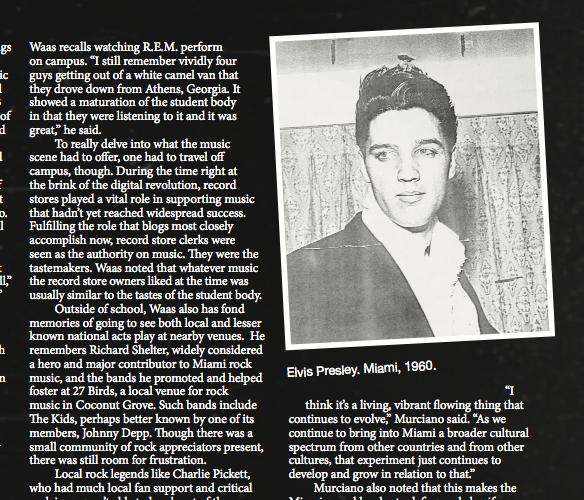 Waas recalls watching R.E.M. perform
on campus. “I still remember vividly four
guys getting out of a white camel van that
they drove down from Athens, Georgia. It
showed a maturation of the student body
in that they were listening to it and it was
great,” he said.
To really delve into what the music
scene had to offer, one had to travel off
campus, though. During the time right at
the brink of the digital revolution, record
stores played a vital role in supporting music
that hadn’t yet reached widespread success.
Fulfilling the role that blogs most closely
accomplish now, record store clerks were
seen as the authority on music. They were the
tastemakers. Waas noted that whatever music
the record store owners liked at the time was
usually similar to the tastes of the student body.
Outside of school, Waas also has fond
memories of going to see both local and lesser
known national acts play at nearby venues. He
remembers Richard Shelter, widely considered
a hero and major contributor to Miami rock
music, and the bands he promoted and helped
foster at 27 Birds, a local venue for rock
music in Coconut Grove. Such bands include
The Kids, perhaps better known by one of its
members, Johnny Depp. Though there was a
small community of rock appreciators present,
there was still room for frustration.
Local rock legends like Charlie Pickett,
who had much local fan support and critical
Elvis Presley. Miami, 1960.
“I
think it’s a living, vibrant flowing thing that
continues to evolve,” Murciano said. “As we
continue to bring into Miami a broader cultural
spectrum from other countries and from other
cultures, that experiment just continues to
develop and grow in relation to that.”
Murciano also noted that this makes the